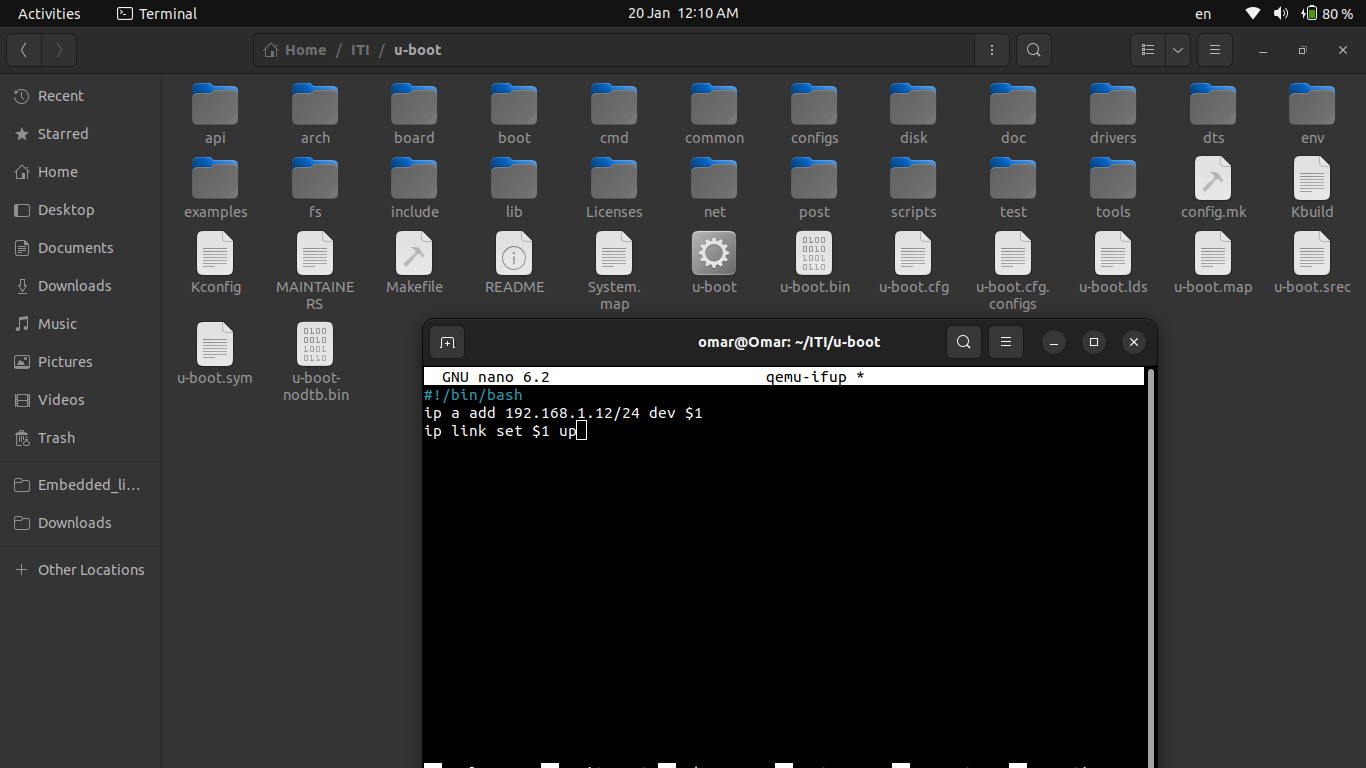 Activities Terminal 20 Jan 12:10 AM en 80 %
Home / ITI / u-boot
Recent
Starred
Home
Desktop
Documents
Downloads
Music
Pictures
Videos
Trash
Embedded_li…
Downloads
Other Locations
api arch board boot cmd common configs disk doc drivers dts env
examples fs include lib Licenses net post scripts test tools config.mk Kbuild
Kconfig MAINTAINE Makefile README System. u-boot u-boot.bin u-boot.cfg u-boot.cfg. u-boot.lds u-boot.map u-boot.srec
RS map configs
u-boot.sym u-boot-
nodtb.bin
omar@Omar: ~/ITI/u-boot
GNU nano 6.2 qemu-ifup *
#!/bin/bash
ip a add 192.168.1.12/24 dev $1
ip link set $1 up